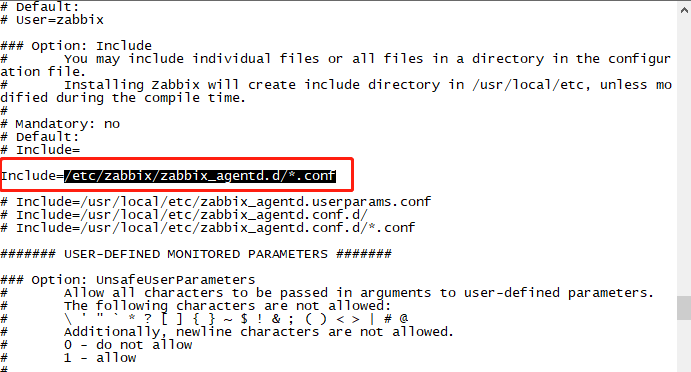 # Default:
# User=zabbix
### Option: Include
#       You may include individual files or all files in a directory in the configur
ation file.
#       Installing Zabbix will create include directory in /usr/local/etc, unless mo
dified during the compile time.
#
# Mandatory: no
# Default:
# Include=
Include=/etc/zabbix/zabbix_agentd.d/*.conf
# Include=/usr/local/etc/zabbix_agentd.userparams.conf
# Include=/usr/local/etc/zabbix_agentd.conf.d/
# Include=/usr/local/etc/zabbix_agentd.conf.d/*.conf
####### USER-DEFINED MONITORED PARAMETERS #######
### Option: UnsafeUserParameters
#       Allow all characters to be passed in arguments to user-defined parameters.
#       The following characters are not allowed:
#       \ ' " ` * ? [ ] { } ~ $ ! & ; ( ) < > | # @
#       Additionally, newline characters are not allowed.
#       0 - do not allow
#       1 - allow
#